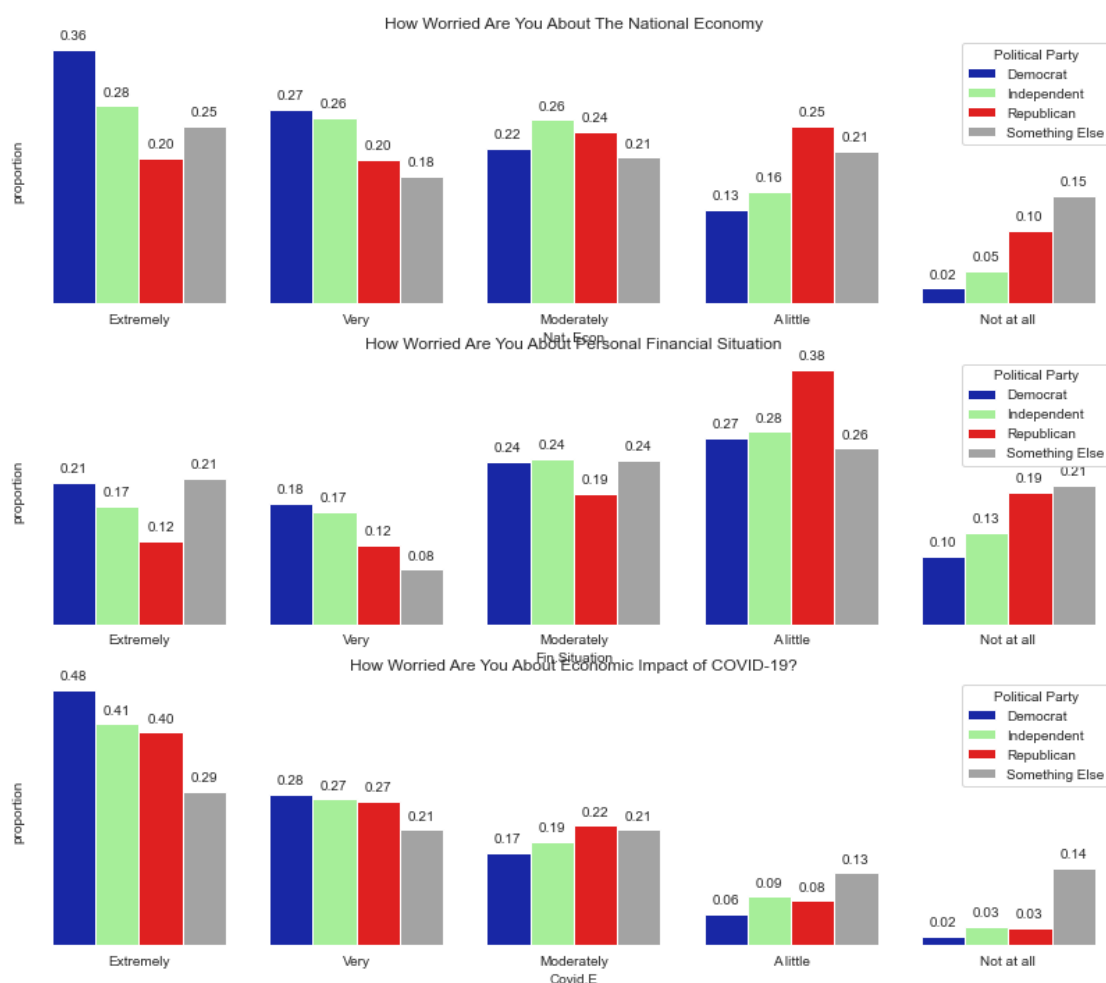 How Worried Are You About The National Economy
0.36
0.28
0.20
0.25
0.27
0.26
0.20
0.18
0.22
0.26
0.24
0.21
0.13
0.16
0.25
0.21
0.02
0.05
0.10
0.15
Political Party
Democrat
Independent
Republican
Something Else
proportion
Extremely
Very
Moderately
A little
Not at all
Nat. Econ
How Worried Are You About Personal Financial Situation
0.21
0.17
0.12
0.21
0.18
0.17
0.12
0.08
0.24
0.24
0.19
0.24
0.27
0.28
0.38
0.26
0.10
0.13
0.19
0.21
Political Party
Democrat
Independent
Republican
Something Else
proportion
Extremely
Very
Moderately
A little
Not at all
Fin.Situation
How Worried Are You About Economic Impact of COVID-19?
0.48
0.41
0.40
0.29
0.28
0.27
0.27
0.21
0.17
0.19
0.22
0.21
0.06
0.09
0.08
0.13
0.02
0.03
0.03
0.14
Political Party
Democrat
Independent
Republican
Something Else
proportion
Extremely
Very
Moderately
A little
Not at all
Covid.E